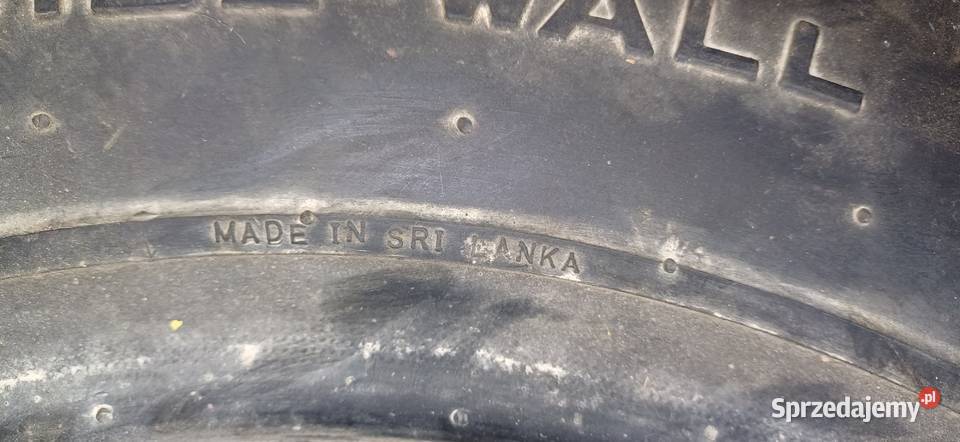 WALL
MADE IN SRI LANKA
Sprzedajemy.pl